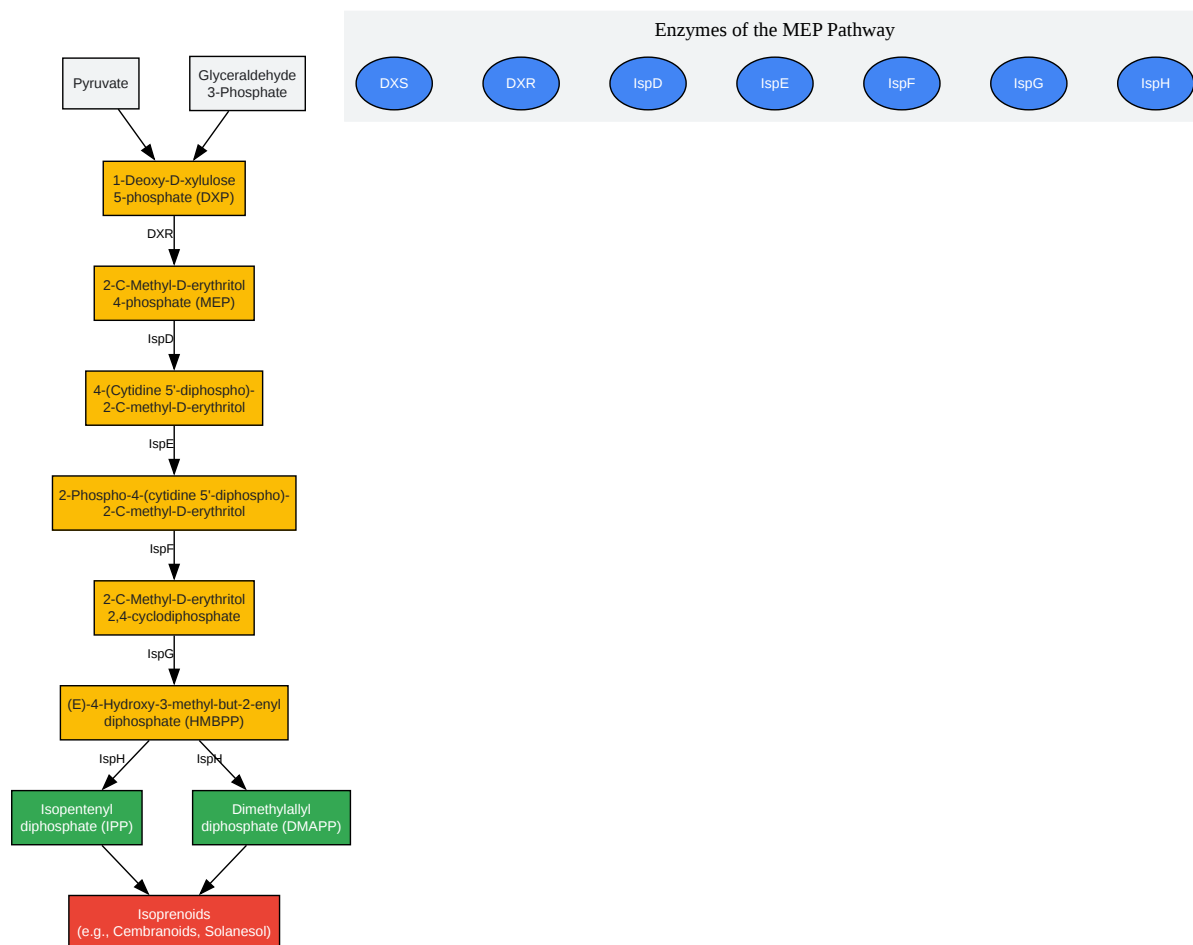 Enzymes of the MEP Pathway
Pyruvate
Glyceraldehyde
3-Phosphate
DXS
DXR
IspD
IspE
IspF
IspG
IspH
1-Deoxy-D-xylulose
5-phosphate (DXP)
DXR
2-C-Methyl-D-erythritol
4-phosphate (MEP)
IspD
4-(Cytidine 5'-diphospho)-
2-C-methyl-D-erythritol
IspE
2-Phospho-4-(cytidine 5'-diphospho)-
2-C-methyl-D-erythritol
IspF
2-C-Methyl-D-erythritol
2,4-cyclodiphosphate
IspG
(E)-4-Hydroxy-3-methyl-but-2-enyl
diphosphate (HMBPP)
IspH
IspH
Isopentenyl
diphosphate (IPP)
Dimethylallyl
diphosphate (DMAPP)
Isoprenoids
(e.g., Cembranoids, Solanesol)